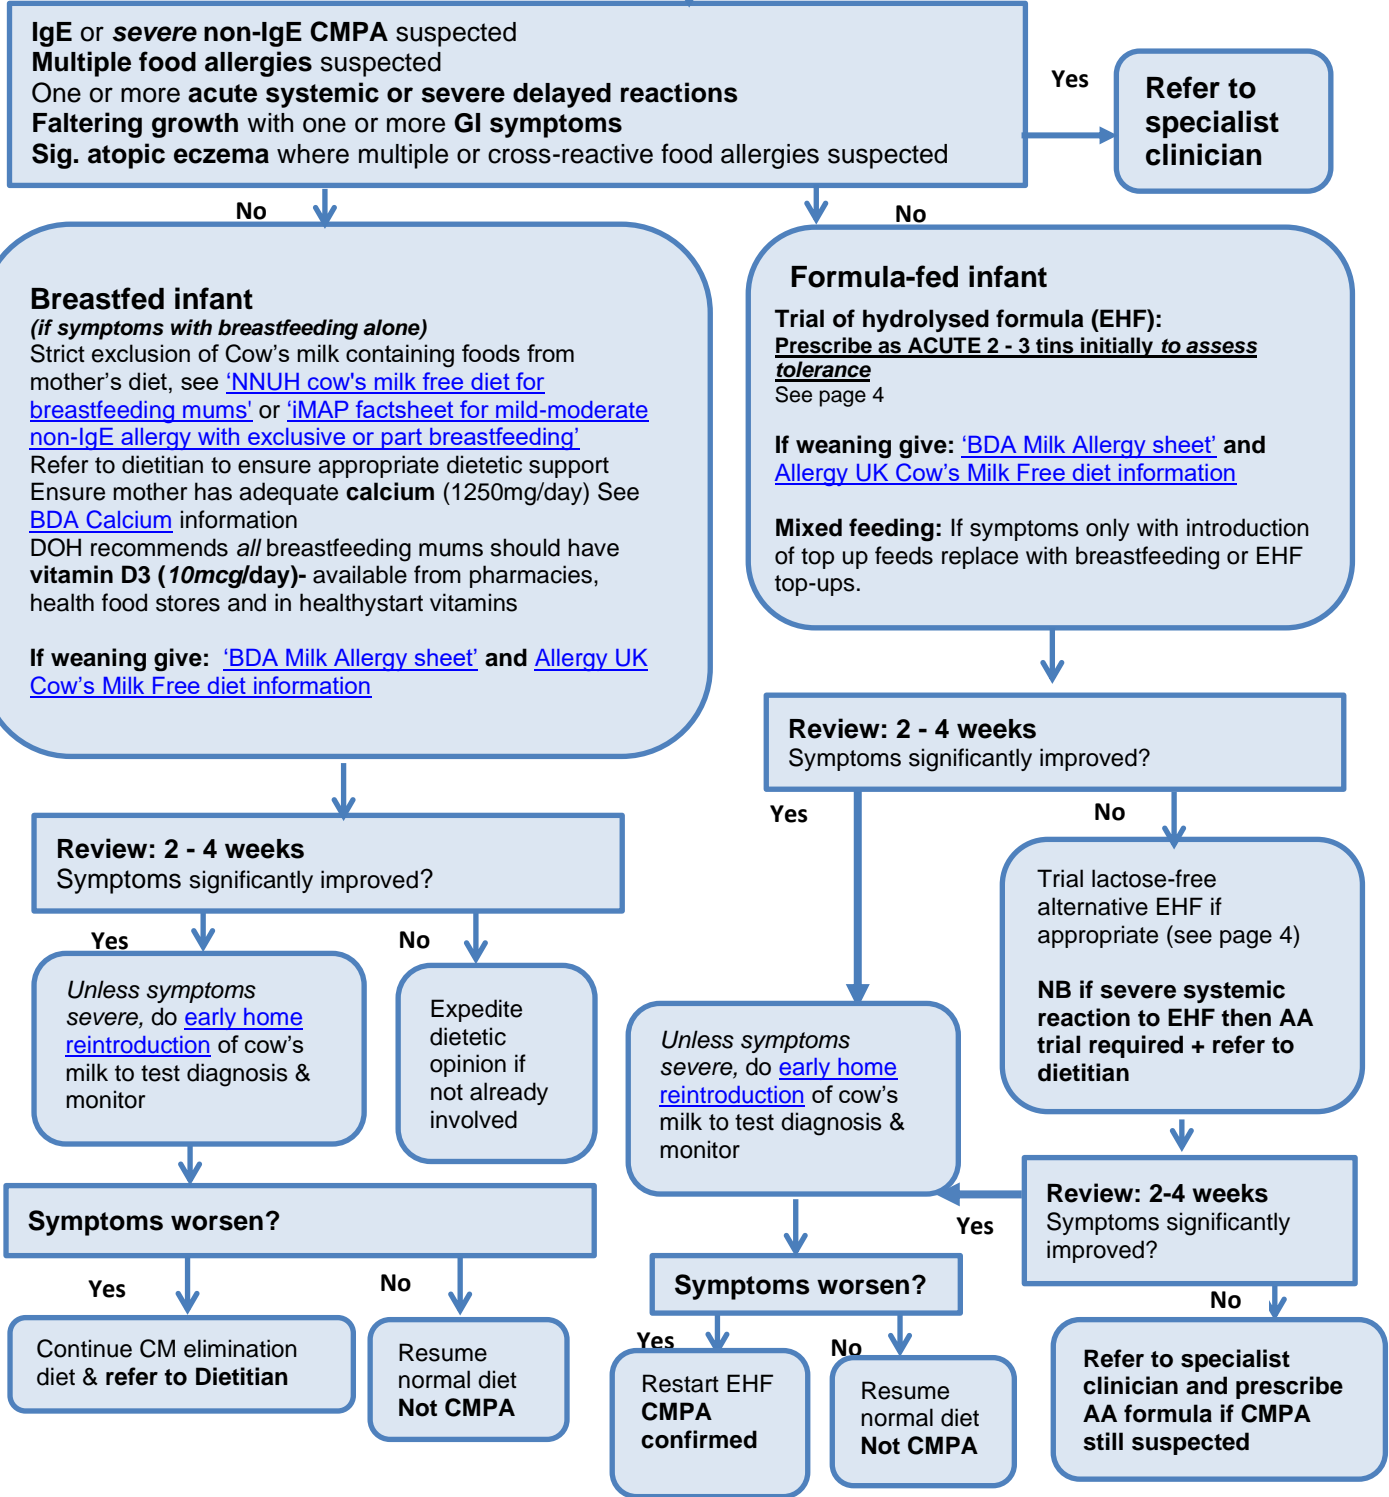 IgE or severe non-IgE CMPA suspected
Multiple food allergies suspected
One or more acute systemic or severe delayed reactions
Faltering growth with one or more GI symptoms
Sig. atopic eczema where multiple or cross-reactive food allergies suspected
Yes
Refer to
specialist
clinician
No
No
Breastfed infant
(if symptoms with breastfeeding alone)
Strict exclusion of Cow's milk containing foods from
mother's diet, see 'NNUH cow's milk free diet for
breastfeeding mums' or 'iMAP factsheet for mild-moderate
non-IgE allergy with exclusive or part breastfeeding'
Refer to dietitian to ensure appropriate dietetic support
Ensure mother has adequate calcium (1250mg/day) See
BDA Calcium information
DOH recommends all breastfeeding mums should have
vitamin D3 (10mcg/day)- available from pharmacies,
health food stores and in healthystart vitamins
If weaning give: 'BDA Milk Allergy sheet' and Allergy UK
Cow's Milk Free diet information
Formula-fed infant
Trial of hydrolysed formula (EHF):
Prescribe as ACUTE 2 - 3 tins initially to assess
tolerance
See page 4
If weaning give: 'BDA Milk Allergy sheet' and
Allergy UK Cow's Milk Free diet information
Mixed feeding: If symptoms only with introduction
of top up feeds replace with breastfeeding or EHF
top-ups.
Review: 2 - 4 weeks
Symptoms significantly improved?
Yes
No
Review: 2 - 4 weeks
Symptoms significantly improved?
Yes
No
Unless symptoms
severe, do early home
reintroduction of cow's
milk to test diagnosis &
monitor
Expedite
dietetic
opinion if
not already
involved
Unless symptoms
severe, do early home
reintroduction of cow's
milk to test diagnosis &
monitor
Trial lactose-free
alternative EHF if
appropriate (see page 4)
NB if severe systemic
reaction to EHF then AA
trial required + refer to
dietitian
Review: 2-4 weeks
Symptoms significantly
improved?
Yes
No
Symptoms worsen?
Yes
No
Continue CM elimination
diet & refer to Dietitian
Resume
normal diet
Not CMPA
Symptoms worsen?
Yes
No
Restart EHF
CMPA
confirmed
Resume
normal diet
Not CMPA
Refer to specialist
clinician and prescribe
AA formula if CMPA
still suspected